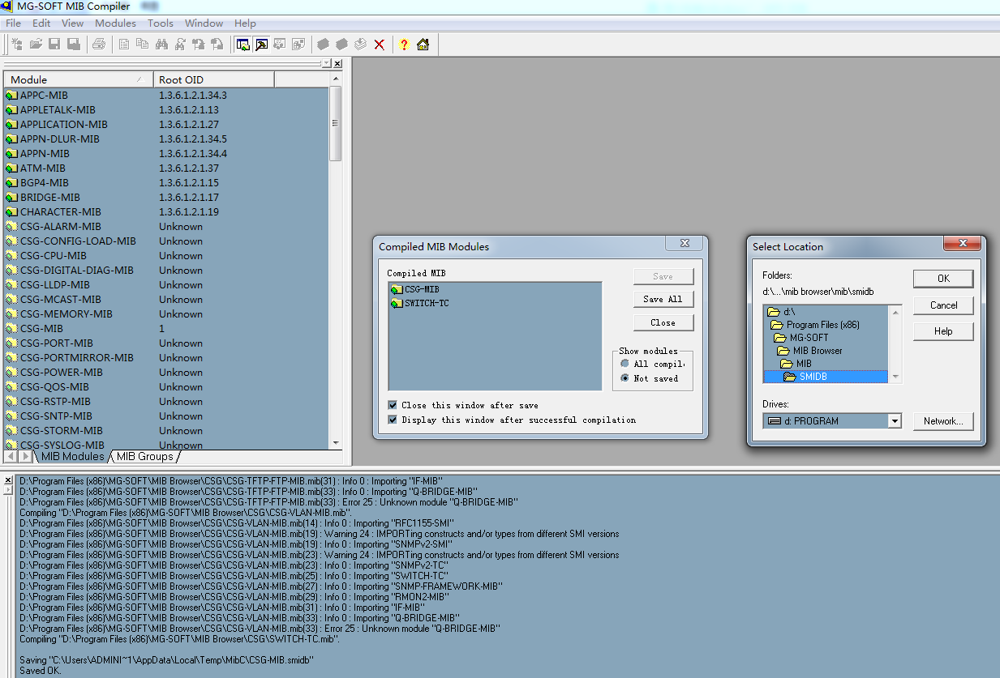 MG-SOFT MIB Compiler
File Edit View Modules Tools Window Help
Module Root OID
APPC-MIB 1.3.6.1.2.1.34.3
APPLETALK-MIB 1.3.6.1.2.1.13
APPLICATION-MIB 1.3.6.1.2.1.27
APPN-DLUR-MIB 1.3.6.1.2.1.34.5
APPN-MIB 1.3.6.1.2.1.34.4
ATM-MIB 1.3.6.1.2.1.37
BGP4-MIB 1.3.6.1.2.1.15
BRIDGE-MIB 1.3.6.1.2.1.17
CHARACTER-MIB 1.3.6.1.2.1.19
CSG-ALARM-MIB Unknown
CSG-CONFIG-LOAD-MIB Unknown
CSG-CPU-MIB Unknown
CSG-DIGITAL-DIAG-MIB Unknown
CSG-LLDP-MIB Unknown
CSG-MCAST-MIB Unknown
CSG-MEMORY-MIB Unknown
CSG-MIB 1
CSG-PORT-MIB Unknown
CSG-PORTMIRROR-MIB Unknown
CSG-POWER-MIB Unknown
CSG-QOS-MIB Unknown
CSG-RSTP-MIB Unknown
CSG-SNTP-MIB Unknown
CSG-STORM-MIB Unknown
CSG-SYSLOG-MIB Unknown
MIB Modules MIB Groups
Compiled MIB Modules
Compiled MIB
CSG-MIB
SWITCH-TC
Save
Save All
Close
Show modules
All compil
Not saved
Close this window after save
Display this window after successful compilation
Select Location
Folders:
d:\...\mib browser\mib\smidb
d:\
Program Files (x86)
MG-SOFT
MIB Browser
MIB
SMIDB
OK
Cancel
Help
Drives:
d: PROGRAM
Network...
D:\Program Files (x86)\MG-SOFT\MIB Browser\CSG\CSG-TFTP-FTP-MIB.mib(31) : Info 0 : Importing "IF-MIB"
D:\Program Files (x86)\MG-SOFT\MIB Browser\CSG\CSG-TFTP-FTP-MIB.mib(33) : Info 0 : Importing "Q-BRIDGE-MIB"
D:\Program Files (x86)\MG-SOFT\MIB Browser\CSG\CSG-TFTP-FTP-MIB.mib(33) : Error 25 : Unknown module "Q-BRIDGE-MIB"
Compiling "D:\Program Files (x86)\MG-SOFT\MIB Browser\CSG\CSG-VLAN-MIB.mib".
D:\Program Files (x86)\MG-SOFT\MIB Browser\CSG\CSG-VLAN-MIB.mib(14) : Info 0 : Importing "RFC1155-SMI"
D:\Program Files (x86)\MG-SOFT\MIB Browser\CSG\CSG-VLAN-MIB.mib(19) : Warning 24 : IMPORTing constructs and/or types from different SMI versions
D:\Program Files (x86)\MG-SOFT\MIB Browser\CSG\CSG-VLAN-MIB.mib(19) : Info 0 : Importing "SNMPv2-SMI"
D:\Program Files (x86)\MG-SOFT\MIB Browser\CSG\CSG-VLAN-MIB.mib(23) : Warning 24 : IMPORTing constructs and/or types from different SMI versions
D:\Program Files (x86)\MG-SOFT\MIB Browser\CSG\CSG-VLAN-MIB.mib(23) : Info 0 : Importing "SNMPv2-TC"
D:\Program Files (x86)\MG-SOFT\MIB Browser\CSG\CSG-VLAN-MIB.mib(25) : Info 0 : Importing "SWITCH-TC"
D:\Program Files (x86)\MG-SOFT\MIB Browser\CSG\CSG-VLAN-MIB.mib(27) : Info 0 : Importing "SNMP-FRAMEWORK-MIB"
D:\Program Files (x86)\MG-SOFT\MIB Browser\CSG\CSG-VLAN-MIB.mib(29) : Info 0 : Importing "RMON2-MIB"
D:\Program Files (x86)\MG-SOFT\MIB Browser\CSG\CSG-VLAN-MIB.mib(31) : Info 0 : Importing "IF-MIB"
D:\Program Files (x86)\MG-SOFT\MIB Browser\CSG\CSG-VLAN-MIB.mib(33) : Info 0 : Importing "Q-BRIDGE-MIB"
D:\Program Files (x86)\MG-SOFT\MIB Browser\CSG\CSG-VLAN-MIB.mib(33) : Error 25 : Unknown module "Q-BRIDGE-MIB"
Compiling "D:\Program Files (x86)\MG-SOFT\MIB Browser\CSG\SWITCH-TC.mib".
Saving "C:\Users\ADMINI~1\AppData\Local\Temp\MibC\CSG-MIB.smidb"
Saved OK.